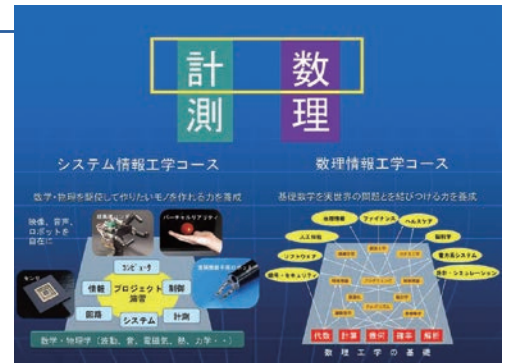 計 数
測 理
システム情報工学コース
数理情報工学コース
数学・物理を駆使して作りたいモノを作れる力を養成
基礎数学を実世界の問題と結びつける力を養成
映像、音声、
ロボットを
自在に
バーチャルリアリティ
センサ
コンピュータ
情報
プロジェクト
演習
制御
回路
システム
計測
数学・物理学(波動、音、電磁気、熱、力学・・)
ファイナンス
ヘルスケア
人工知能
脳科学
ソフトウェア
電力系システム
暗号・セキュリティ
設計・シミュレーション
代数 計算 幾何 確率 解析
数理工学の基礎